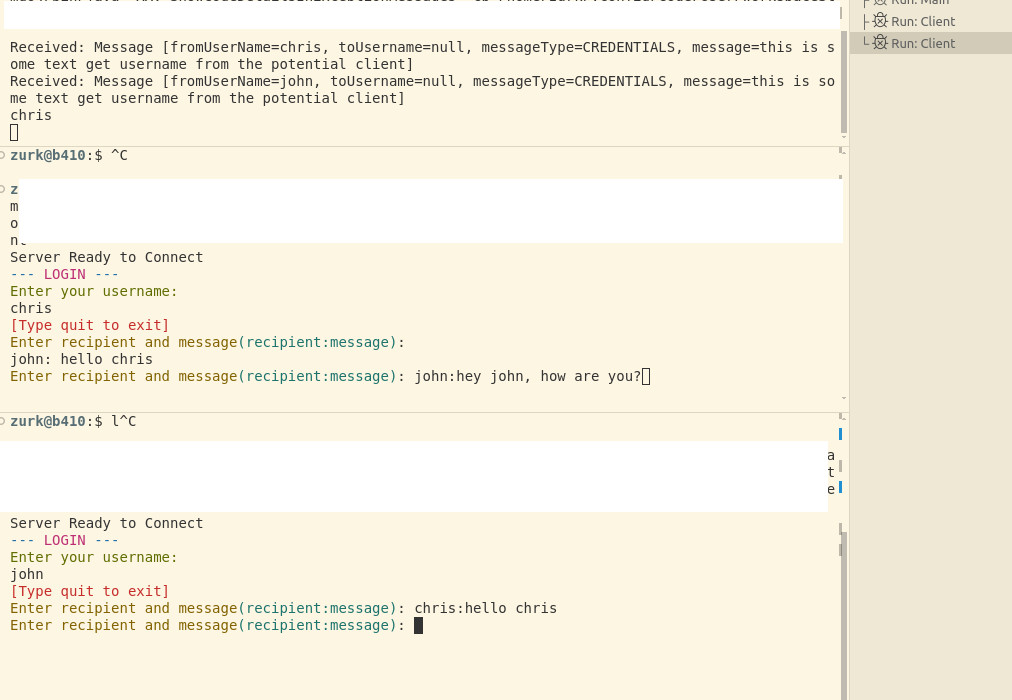 Run: Main
Run: Client
Run: Client
Received: Message [fromUserName=chris, toUsername=null, messageType=CREDENTIALS, message=this is s
ome text get username from the potential client]
Received: Message [fromUserName=john, toUsername=null, messageType=CREDENTIALS, message=this is so
me text get username from the potential client]
chris
zurk@b410:$ ^C
z
m
o
Server Ready to Connect
--- LOGIN ---
Enter your username:
chris
[Type quit to exit]
Enter recipient and message(recipient:message):
john: hello chris
Enter recipient and message(recipient:message): john:hey john, how are you?
zurk@b410:$ l^C
a
t
e
Server Ready to Connect
--- LOGIN ---
Enter your username:
john
[Type quit to exit]
Enter recipient and message(recipient:message): chris:hello chris
Enter recipient and message(recipient:message):